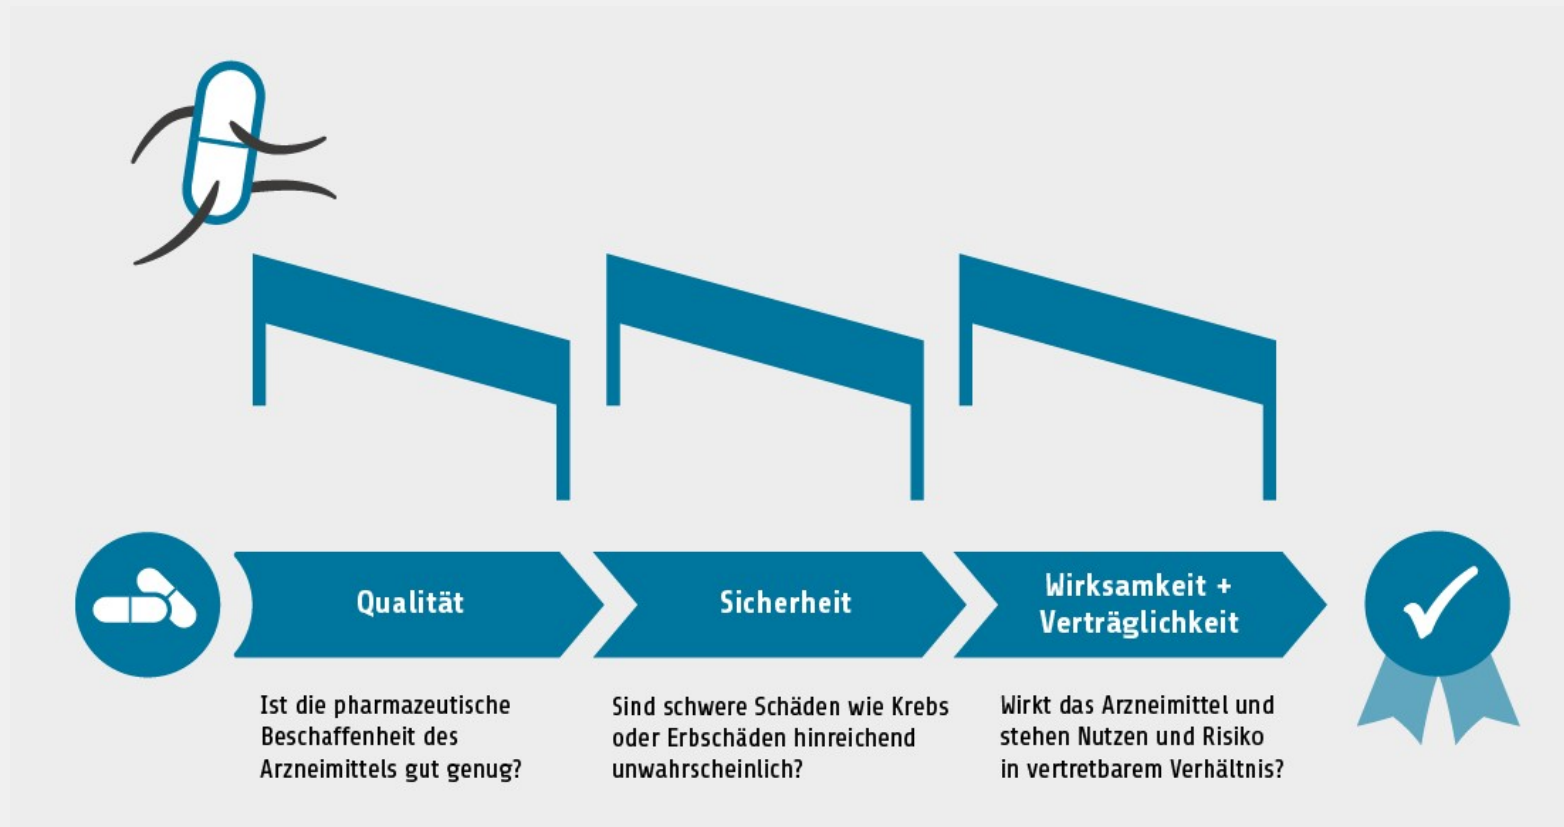 Qualität
Sicherheit
Wirksamkeit +
Verträglichkeit
Ist die pharmazeutische
Beschaffenheit des
Arzneimittels gut genug?
Sind schwere Schäden wie Krebs
oder Erbschäden hinreichend
unwahrscheinlich?
Wirkt das Arzneimittel und
stehen Nutzen und Risiko
in vertretbarem Verhältnis?